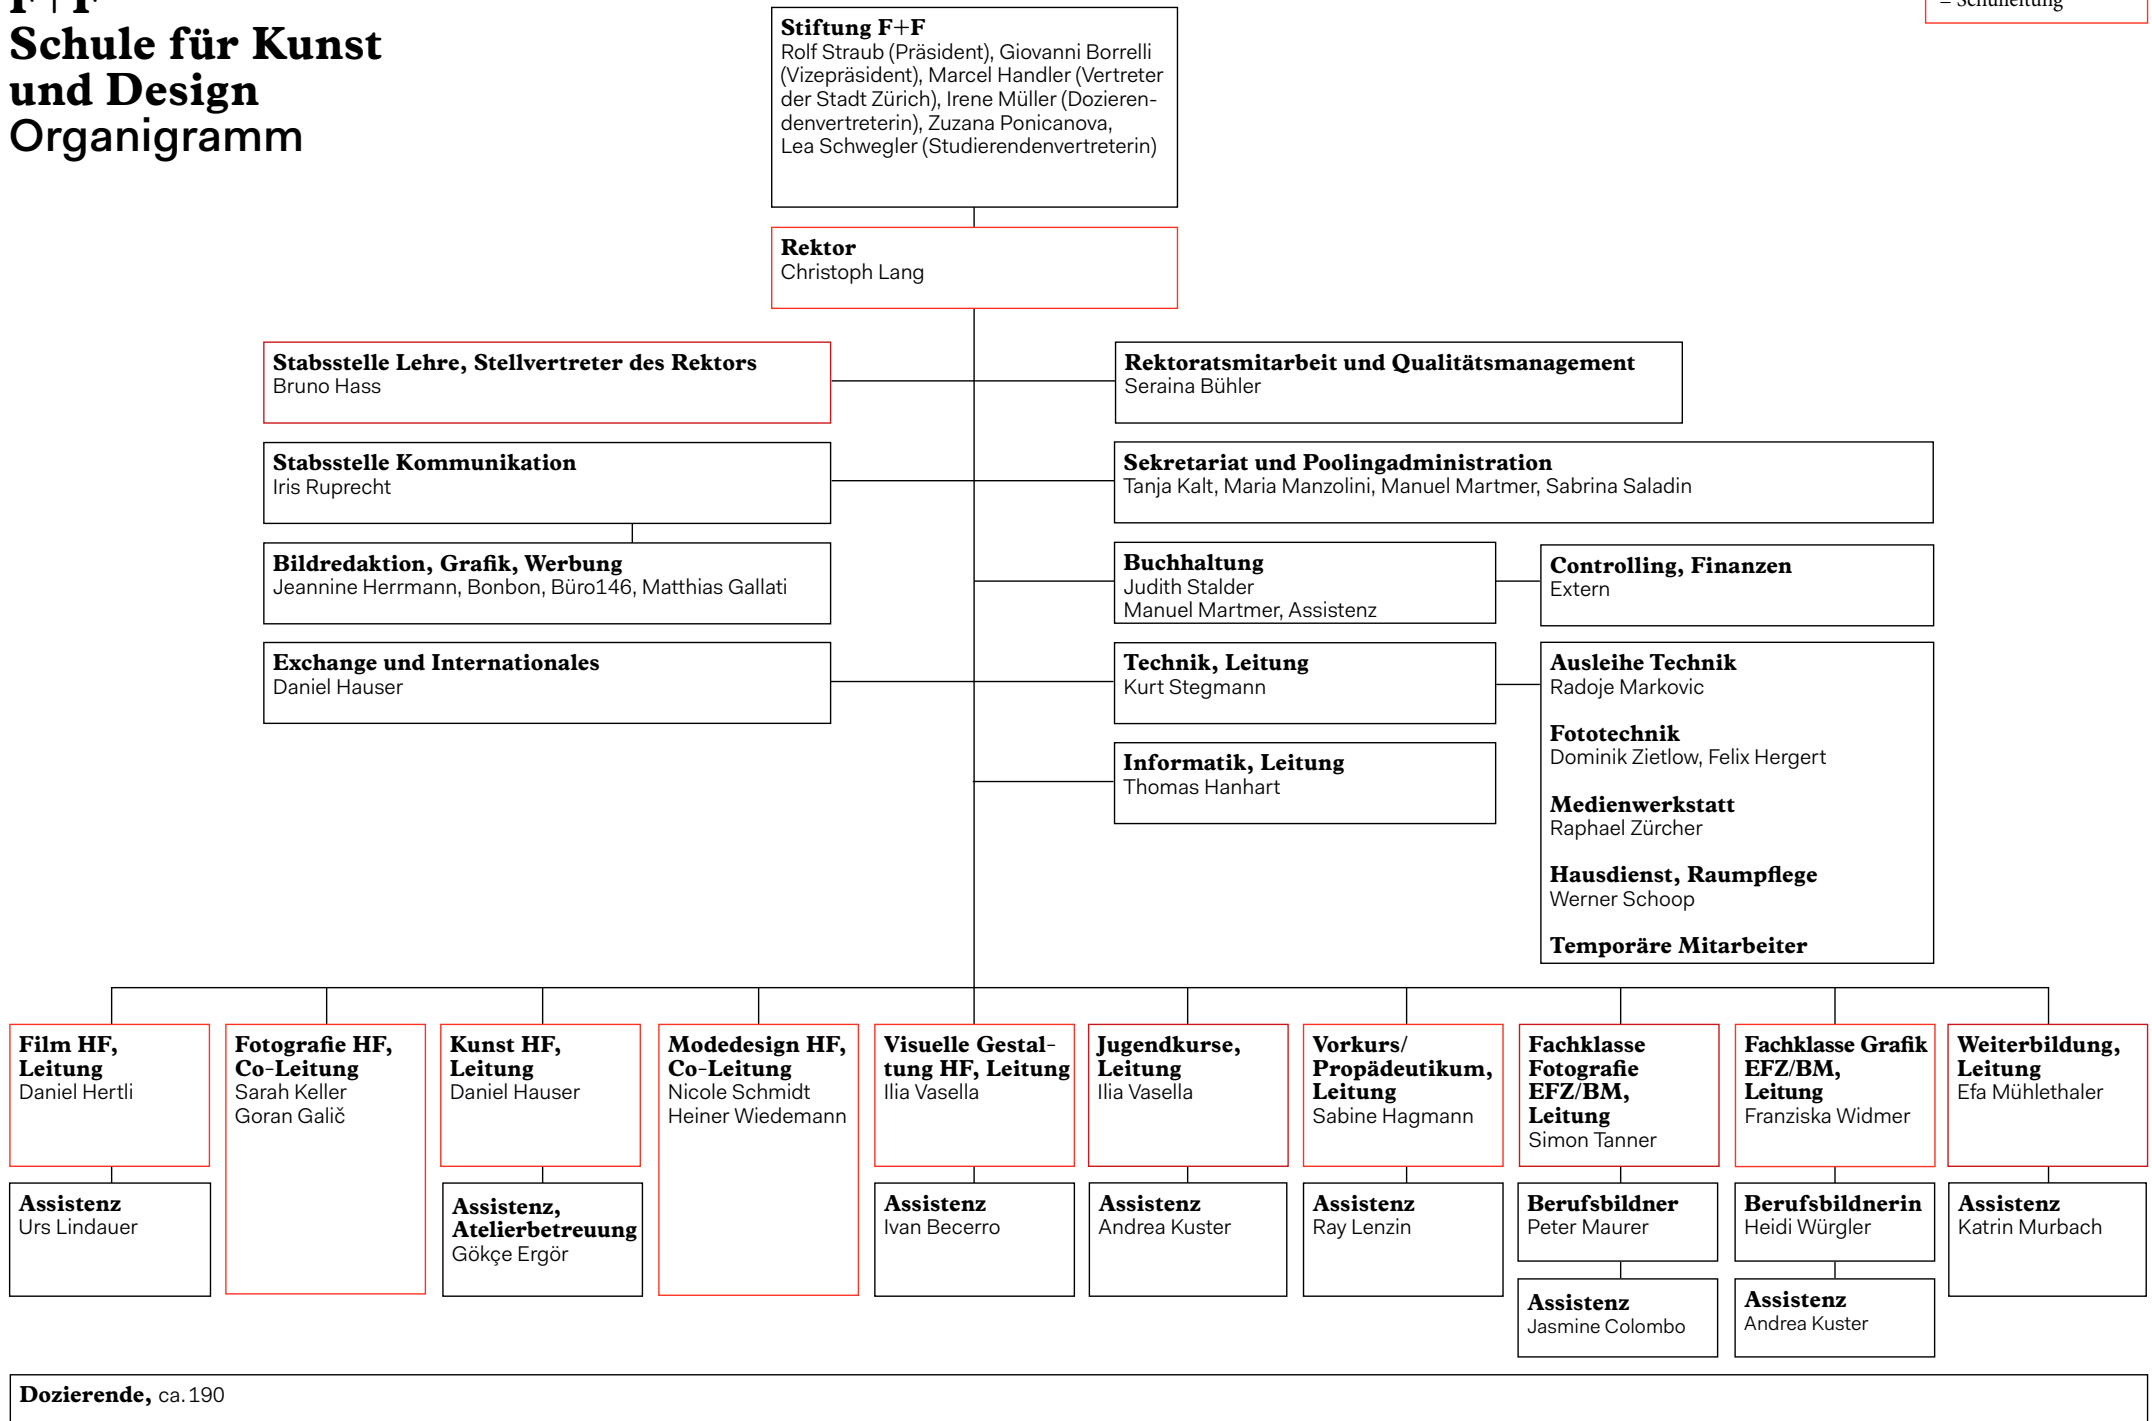 F+F
Schule für Kunst
und Design
Organigramm
= Schulleitung
Stiftung F+F
Rolf Straub (Präsident), Giovanni Borrelli
(Vizepräsident), Marcel Handler (Vertreter
der Stadt Zürich), Irene Müller (Dozieren-
denvertreterin), Zuzana Ponicanova,
Lea Schwegler (Studierendenvertreterin)
Rektor
Christoph Lang
Stabsstelle Lehre, Stellvertreter des Rektors
Bruno Hass
Rektoratsmitarbeit und Qualitätsmanagement
Seraina Bühler
Stabsstelle Kommunikation
Iris Ruprecht
Sekretariat und Poolingadministration
Tanja Kalt, Maria Manzolini, Manuel Martmer, Sabrina Saladin
Bildredaktion, Grafik, Werbung
Jeannine Herrmann, Bonbon, Büro146, Matthias Gallati
Buchhaltung
Judith Stalder
Manuel Martmer, Assistenz
Controlling, Finanzen
Extern
Exchange und Internationales
Daniel Hauser
Technik, Leitung
Kurt Stegmann
Ausleihe Technik
Radoje Markovic
Fototechnik
Dominik Zietlow, Felix Hergert
Medienwerkstatt
Raphael Zürcher
Hausdienst, Raumpflege
Werner Schoop
Temporäre Mitarbeiter
Informatik, Leitung
Thomas Hanhart
Film HF,
Leitung
Daniel Hertli
Fotografie HF,
Co-Leitung
Sarah Keller
Goran Galič
Kunst HF,
Leitung
Daniel Hauser
Modedesign HF,
Co-Leitung
Nicole Schmidt
Heiner Wiedemann
Visuelle Gestal-
tung HF, Leitung
Ilia Vasella
Jugendkurse,
Leitung
Ilia Vasella
Vorkurs/
Propädeutikum,
Leitung
Sabine Hagmann
Fachklasse
Fotografie
EFZ/BM,
Leitung
Simon Tanner
Fachklasse Grafik
EFZ/BM,
Leitung
Franziska Widmer
Weiterbildung,
Leitung
Efa Mühlethaler
Assistenz
Urs Lindauer
Assistenz,
Atelierbetreuung
Gökçe Ergör
Assistenz
Ivan Becerro
Assistenz
Andrea Kuster
Assistenz
Ray Lenzin
Berufsbildner
Peter Maurer
Berufsbildnerin
Heidi Würgler
Assistenz
Katrin Murbach
Assistenz
Jasmine Colombo
Assistenz
Andrea Kuster
Dozierende, ca. 190